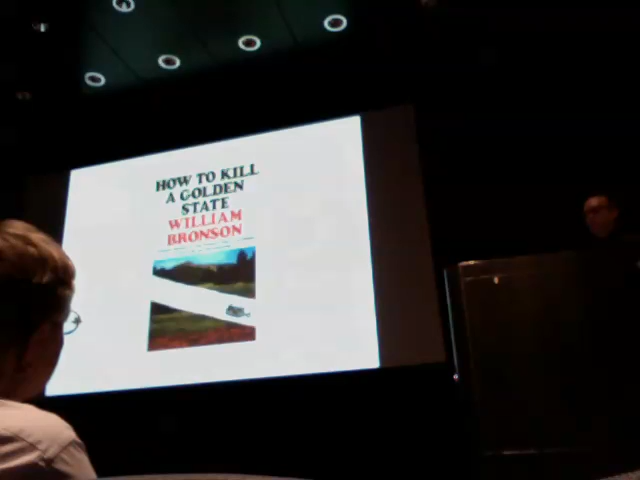 HOW TO KILL
A GOLDEN
STATE
WILLIAM
BRONSON